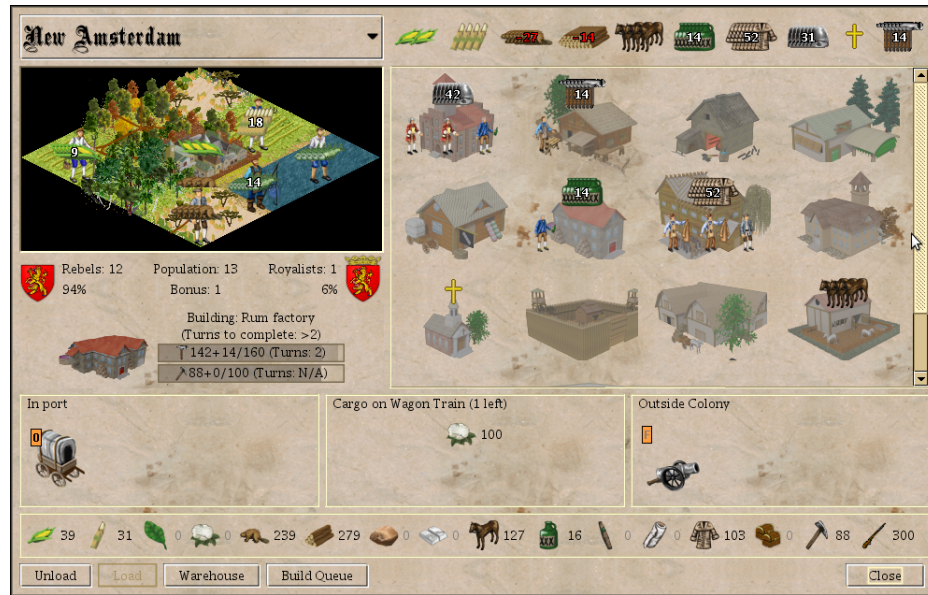 New Amsterdam
-27 -14 14 52 31 14
42 14
18
9
14
14 52
Rebels: 12 Population: 13 Royalists: 1
94% Bonus: 1 6%
Building: Rum factory
(Turns to complete: >2)
142+14/160 (Turns: 2)
88+0/100 (Turns: N/A)
In port Cargo on Wagon Train (1 left) Outside Colony
0 100 F
39 31 0 0 239 279 0 0 127 16 0 0 103 0 88 300
Unload Load Warehouse Build Queue Close